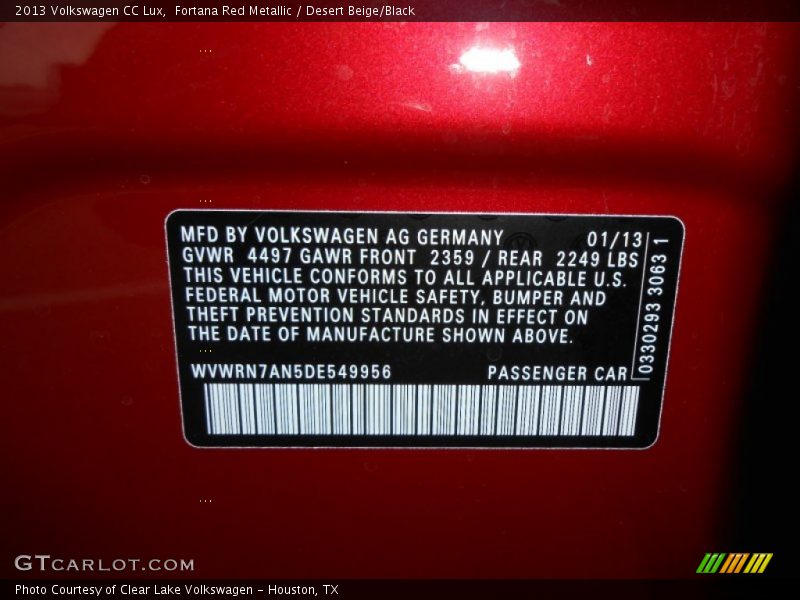 2013 Volkswagen CC Lux, Fortana Red Metallic / Desert Beige/Black
MFD BY VOLKSWAGEN AG GERMANY 01/13
GVWR 4497 GAWR FRONT 2359 / REAR 2249 LBS
THIS VEHICLE CONFORMS TO ALL APPLICABLE U.S.
FEDERAL MOTOR VEHICLE SAFETY, BUMPER AND
THEFT PREVENTION STANDARDS IN EFFECT ON
THE DATE OF MANUFACTURE SHOWN ABOVE.
WVWRN7AN5DE549956 PASSENGER CAR
0330293 3063 1
GTCARLOT.COM
Photo Courtesy of Clear Lake Volkswagen - Houston, TX